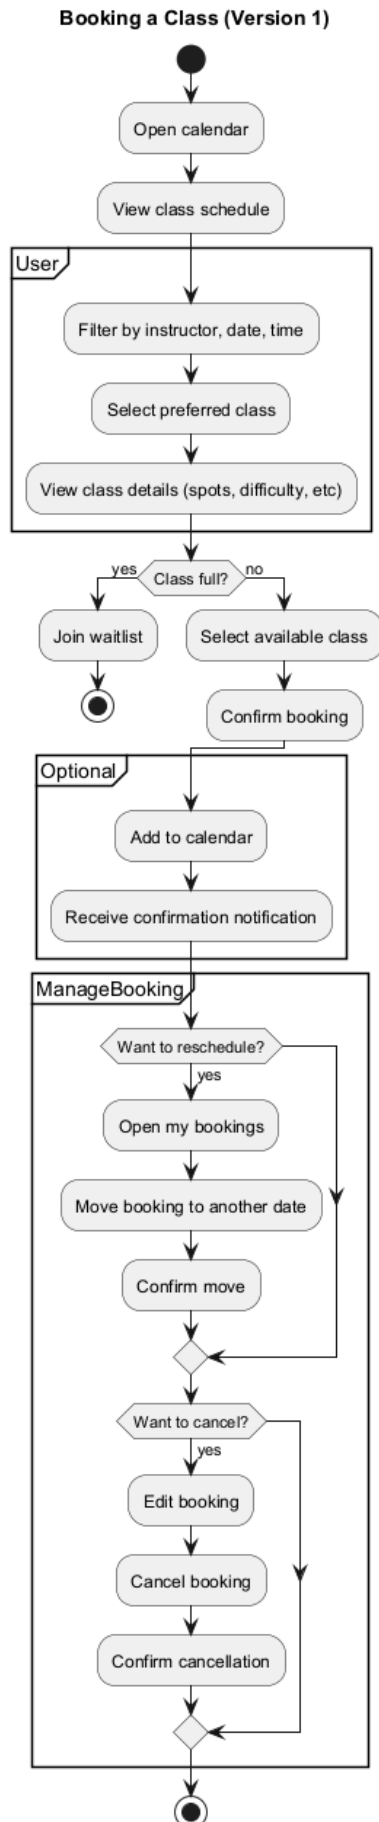 Booking a Class (Version 1)
Open calendar
View class schedule
User
Filter by instructor, date, time
Select preferred class
View class details (spots, difficulty, etc)
yes
Class full?
no
Join waitlist
Select available class
Confirm booking
Optional
Add to calendar
Receive confirmation notification
ManageBooking
Want to reschedule?
yes
Open my bookings
Move booking to another date
Confirm move
Want to cancel?
yes
Edit booking
Cancel booking
Confirm cancellation